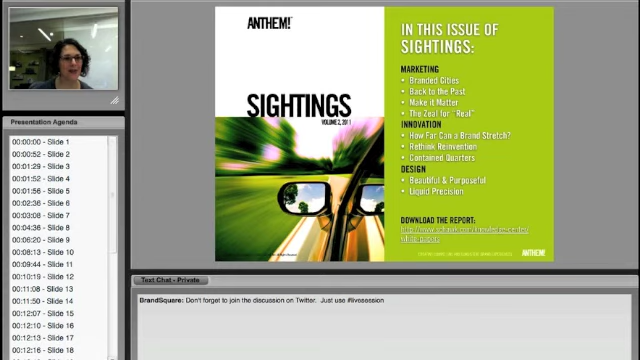 ANTHEM!
SIGHTINGS
VOLUME 2, 2011
IN THIS ISSUE OF
SIGHTINGS:
MARKETING
• Branded Cities
• Back to the Past
• Make it Matter
• The Zeal for "Real"
INNOVATION
• How Far Can a Brand Stretch?
• Rethink Reinvention
• Contained Quarters
DESIGN
• Beautiful & Purposeful
• Liquid Precision
DOWNLOAD THE REPORT:
ANTHEM!
Presentation Agenda
00:00:00 - Slide 1
00:00:52 - Slide 2
00:01:29 - Slide 3
00:01:52 - Slide 4
00:01:56 - Slide 5
00:02:36 - Slide 6
00:03:08 - Slide 7
00:04:36 - Slide 8
00:06:20 - Slide 9
00:08:13 - Slide 10
00:09:44 - Slide 11
00:10:19 - Slide 12
00:11:08 - Slide 13
00:11:50 - Slide 14
00:12:07 - Slide 15
00:12:10 - Slide 16
00:12:13 - Slide 17
00:12:16 - Slide 18
Text Chat - Private
BrandSquare: Don't forget to join the discussion on Twitter. Just use #livesession